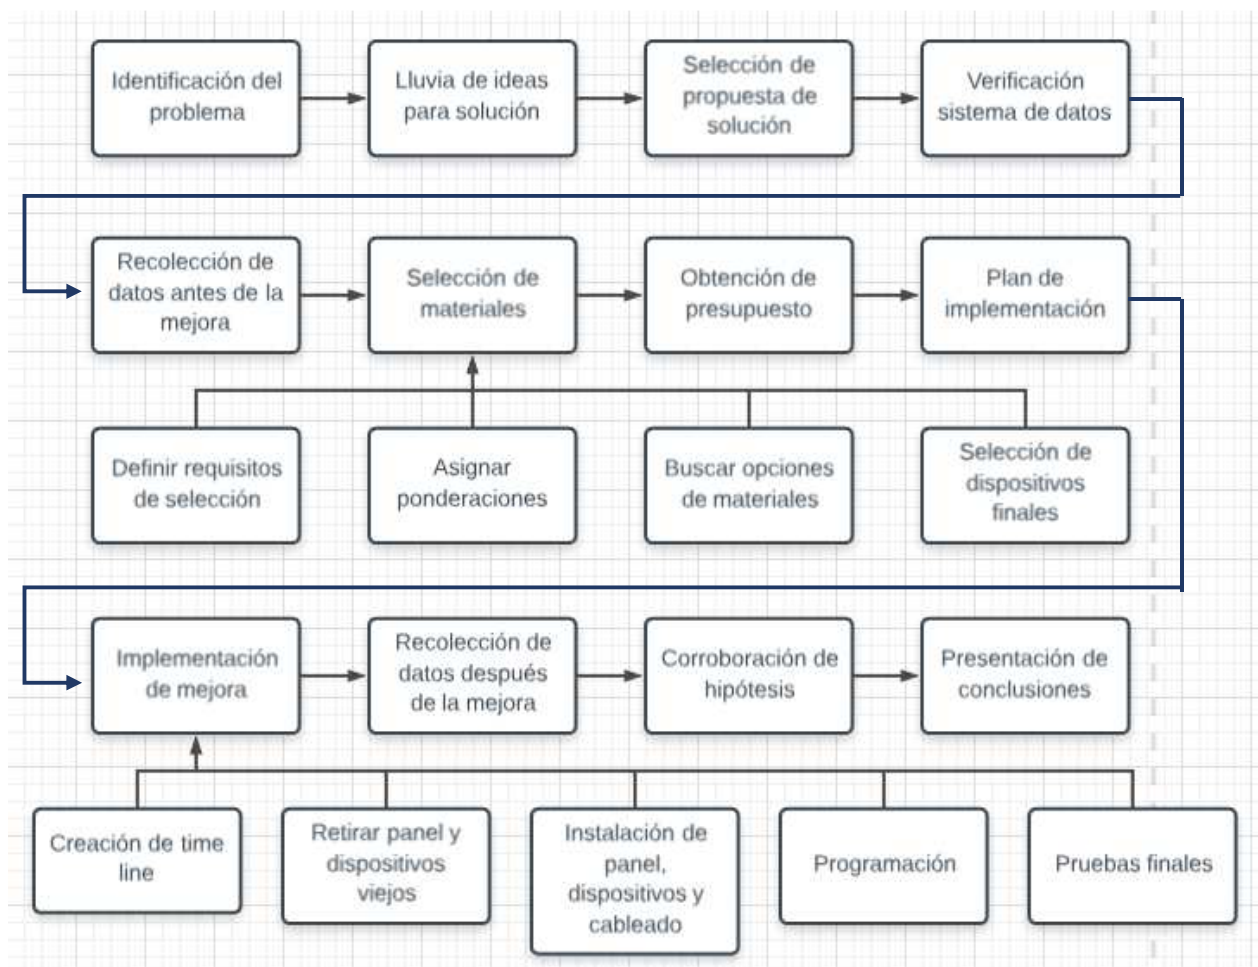 Identificación del
problema
Lluvia de ideas
para solución
Selección de
propuesta de
solución
Verificación
sistema de datos
Recolección de
datos antes de la
mejora
Selección de
materiales
Obtención de
presupuesto
Plan de
implementación
Definir requisitos
de selección
Asignar
ponderaciones
Buscar opciones
de materiales
Selección de
dispositivos
finales
Implementación
de mejora
Recolección de
datos después
de la mejora
Corroboración de
hipótesis
Presentación de
conclusiones
Creación de time
line
Retirar panel y
dispositivos
viejos
Instalación de
panel,
dispositivos y
cableado
Programación
Pruebas finales